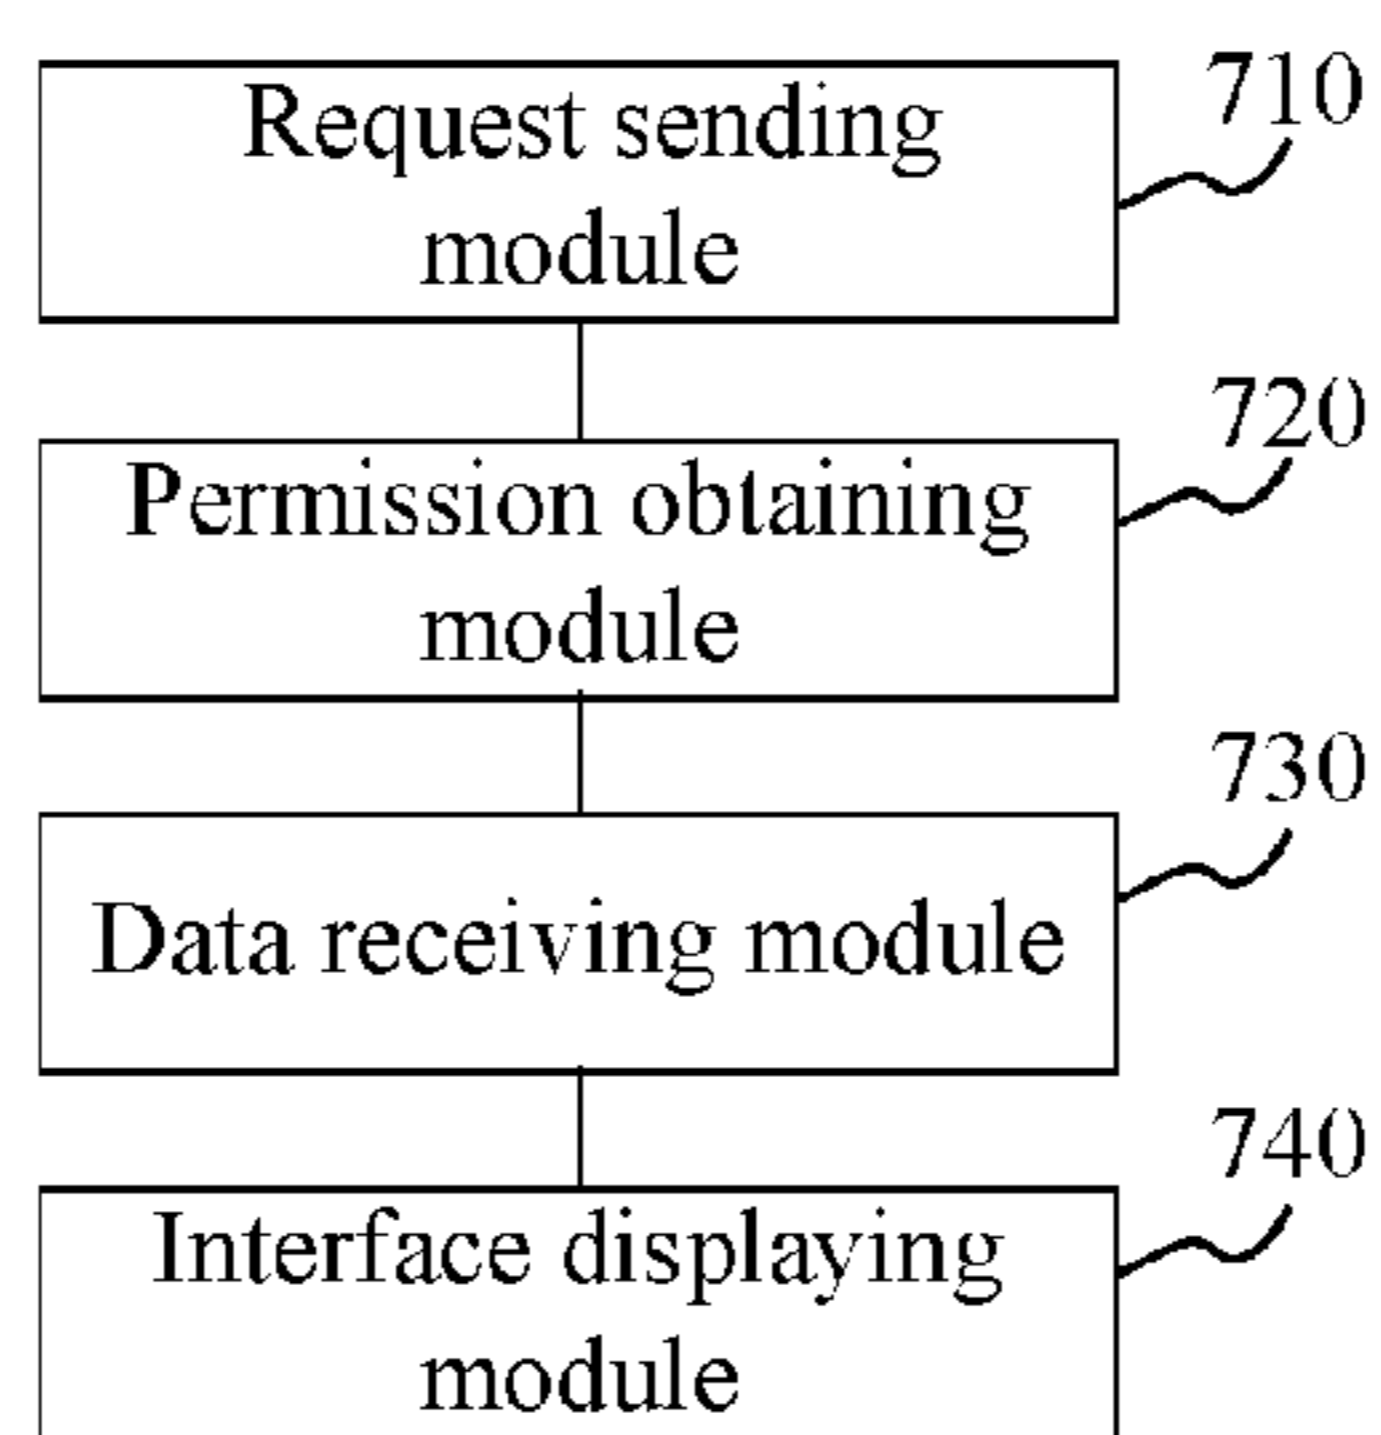 710
Request sending
module
720
Permission obtaining
module
730
Data receiving module
740
Interface displaying
module